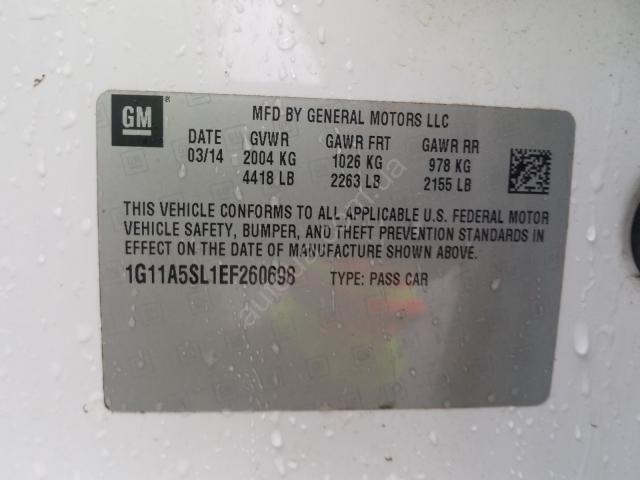 GM ®
MFD BY GENERAL MOTORS LLC
DATE GVWR GAWR FRT GAWR RR
03/14 2004 KG 1026 KG 978 KG
4418 LB 2263 LB 2155 LB
THIS VEHICLE CONFORMS TO ALL APPLICABLE U.S. FEDERAL MOTOR
VEHICLE SAFETY, BUMPER, AND THEFT PREVENTION STANDARDS IN
EFFECT ON THE DATE OF MANUFACTURE SHOWN ABOVE.
1G11A5SL1EF260698 TYPE: PASS CAR